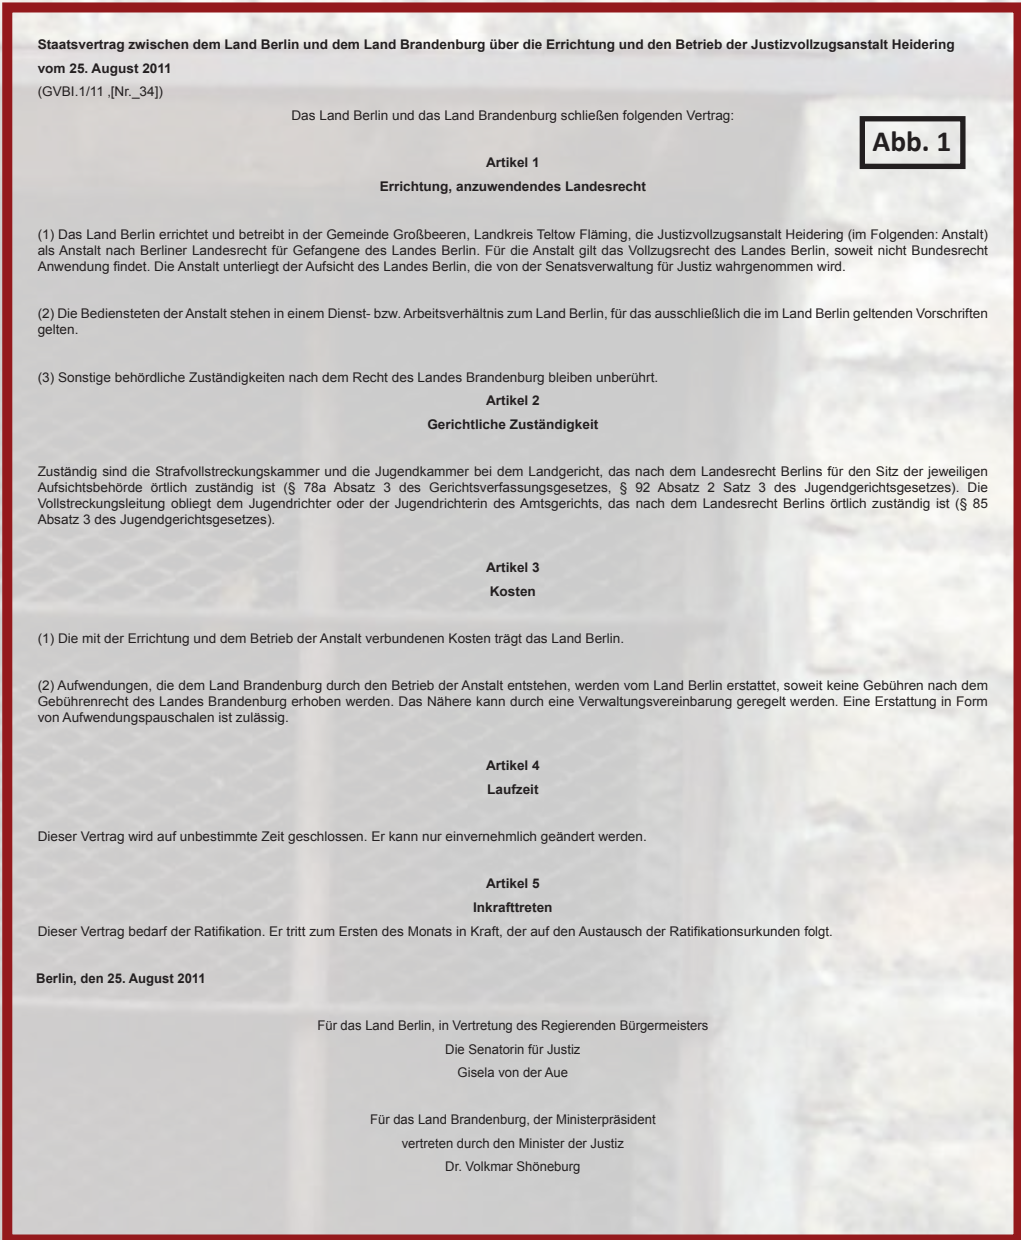 Staatsvertrag zwischen dem Land Berlin und dem Land Brandenburg über die Errichtung und den Betrieb der Justizvollzugsanstalt Heidering
vom 25. August 2011
(GVBI.1/11 ,[Nr._34])
Das Land Berlin und das Land Brandenburg schließen folgenden Vertrag:
Abb. 1
Artikel 1
Errichtung, anzuwendendes Landesrecht
(1) Das Land Berlin errichtet und betreibt in der Gemeinde Großbeeren, Landkreis Teltow Fläming, die Justizvollzugsanstalt Heidering (im Folgenden: Anstalt)
als Anstalt nach Berliner Landesrecht für Gefangene des Landes Berlin. Für die Anstalt gilt das Vollzugsrecht des Landes Berlin, soweit nicht Bundesrecht
Anwendung findet. Die Anstalt unterliegt der Aufsicht des Landes Berlin, die von der Senatsverwaltung für Justiz wahrgenommen wird.
(2) Die Bediensteten der Anstalt stehen in einem Dienst- bzw. Arbeitsverhältnis zum Land Berlin, für das ausschließlich die im Land Berlin geltenden Vorschriften
gelten.
(3) Sonstige behördliche Zuständigkeiten nach dem Recht des Landes Brandenburg bleiben unberührt.
Artikel 2
Gerichtliche Zuständigkeit
Zuständig sind die Strafvollstreckungskammer und die Jugendkammer bei dem Landgericht, das nach dem Landesrecht Berlins für den Sitz der jeweiligen
Aufsichtsbehörde örtlich zuständig ist (§ 78a Absatz 3 des Gerichtsverfassungsgesetzes, § 92 Absatz 2 Satz 3 des Jugendgerichtsgesetzes). Die
Vollstreckungsleitung obliegt dem Jugendrichter oder der Jugendrichterin des Amtsgerichts, das nach dem Landesrecht Berlins örtlich zuständig ist (§ 85
Absatz 3 des Jugendgerichtsgesetzes).
Artikel 3
Kosten
(1) Die mit der Errichtung und dem Betrieb der Anstalt verbundenen Kosten trägt das Land Berlin.
(2) Aufwendungen, die dem Land Brandenburg durch den Betrieb der Anstalt entstehen, werden vom Land Berlin erstattet, soweit keine Gebühren nach dem
Gebührenrecht des Landes Brandenburg erhoben werden. Das Nähere kann durch eine Verwaltungsvereinbarung geregelt werden. Eine Erstattung in Form
von Aufwendungspauschalen ist zulässig.
Artikel 4
Laufzeit
Dieser Vertrag wird auf unbestimmte Zeit geschlossen. Er kann nur einvernehmlich geändert werden.
Artikel 5
Inkrafttreten
Dieser Vertrag bedarf der Ratifikation. Er tritt zum Ersten des Monats in Kraft, der auf den Austausch der Ratifikationsurkunden folgt.
Berlin, den 25. August 2011
Für das Land Berlin, in Vertretung des Regierenden Bürgermeisters
Die Senatorin für Justiz
Gisela von der Aue
Für das Land Brandenburg, der Ministerpräsident
vertreten durch den Minister der Justiz
Dr. Volkmar Shöneburg